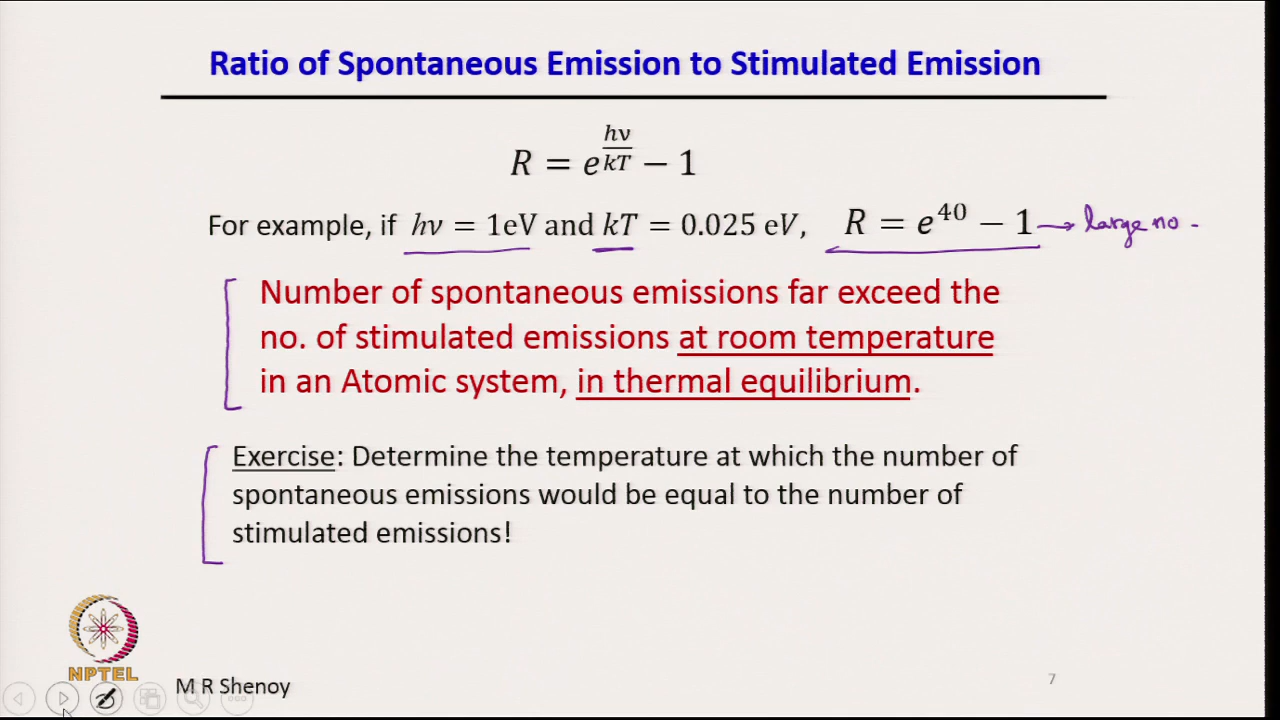 Ratio of Spontaneous Emission to Stimulated Emission
R = e^{hν/kT} − 1
For example, if hν = 1eV and kT = 0.025 eV, R = e^{40} − 1 → large no.
Number of spontaneous emissions far exceed the
no. of stimulated emissions at room temperature
in an Atomic system, in thermal equilibrium.
Exercise: Determine the temperature at which the number of
spontaneous emissions would be equal to the number of
stimulated emissions!
NPTEL
M R Shenoy
7